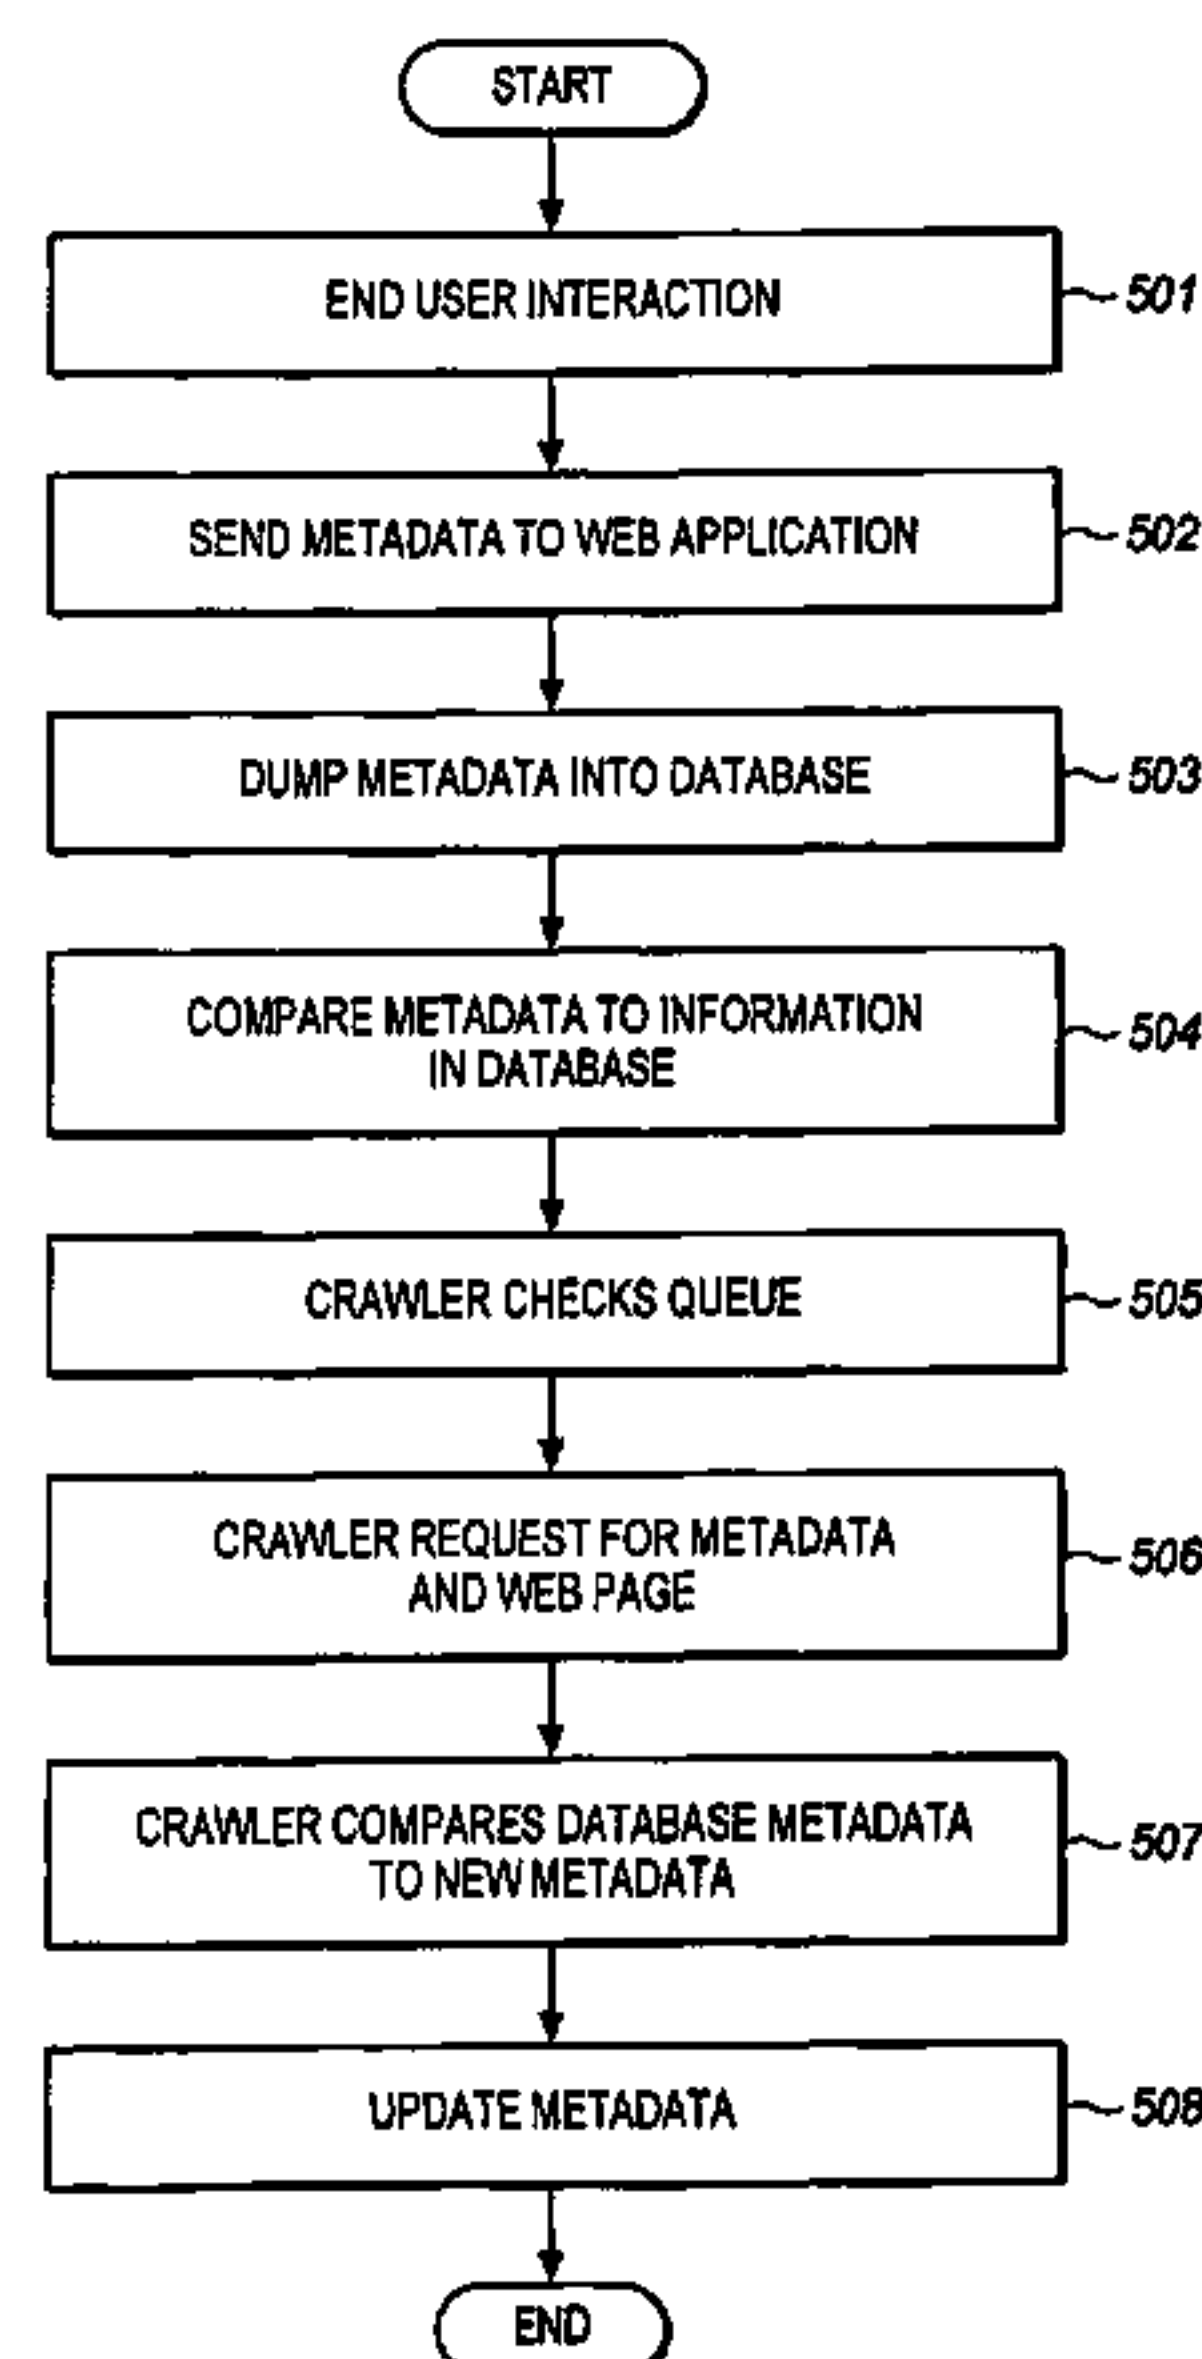 START
END USER INTERACTION
501
SEND METADATA TO WEB APPLICATION
502
DUMP METADATA INTO DATABASE
503
COMPARE METADATA TO INFORMATION
IN DATABASE
504
CRAWLER CHECKS QUEUE
505
CRAWLER REQUEST FOR METADATA
AND WEB PAGE
506
CRAWLER COMPARES DATABASE METADATA
TO NEW METADATA
507
UPDATE METADATA
508
END